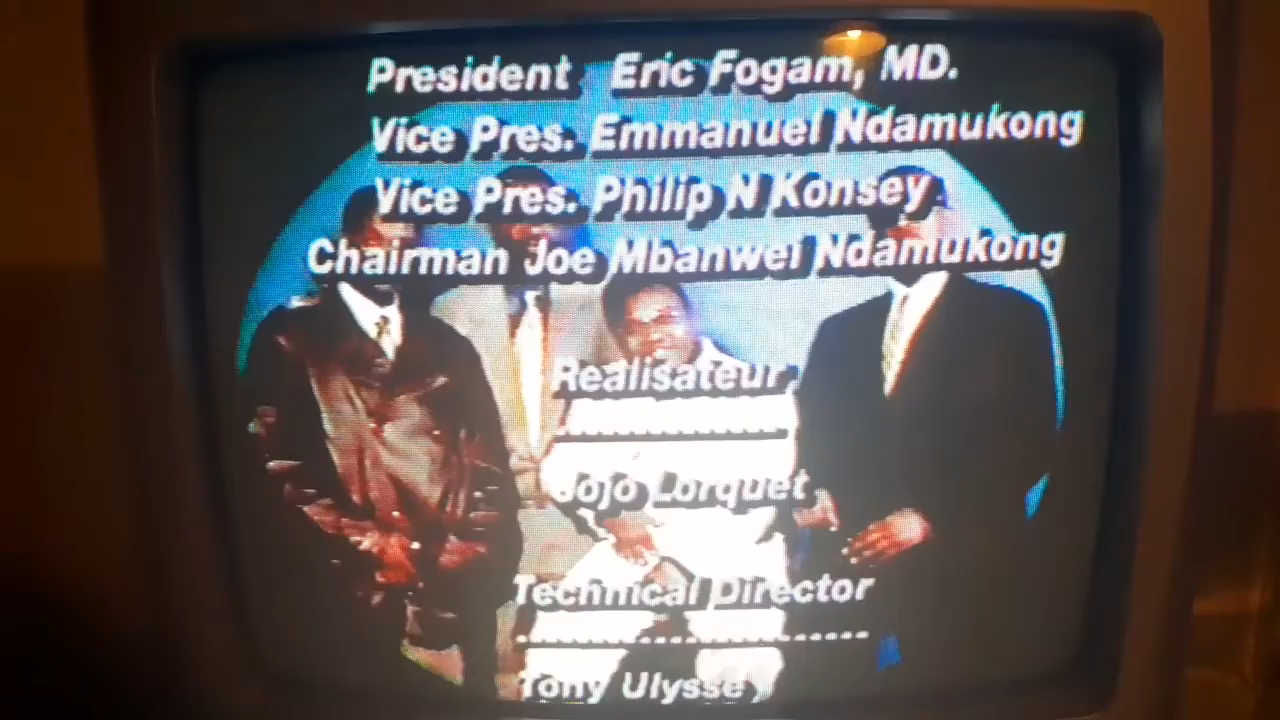 President Eric Fogam, MD.
Vice Pres. Emmanuel Ndamukong
Vice Pres. Philip N Konsey
Chairman Joe Mbanwei Ndamukong
Realisateur
Jojo Lorquet
Technical Director
----------------------
Tony Ulysse